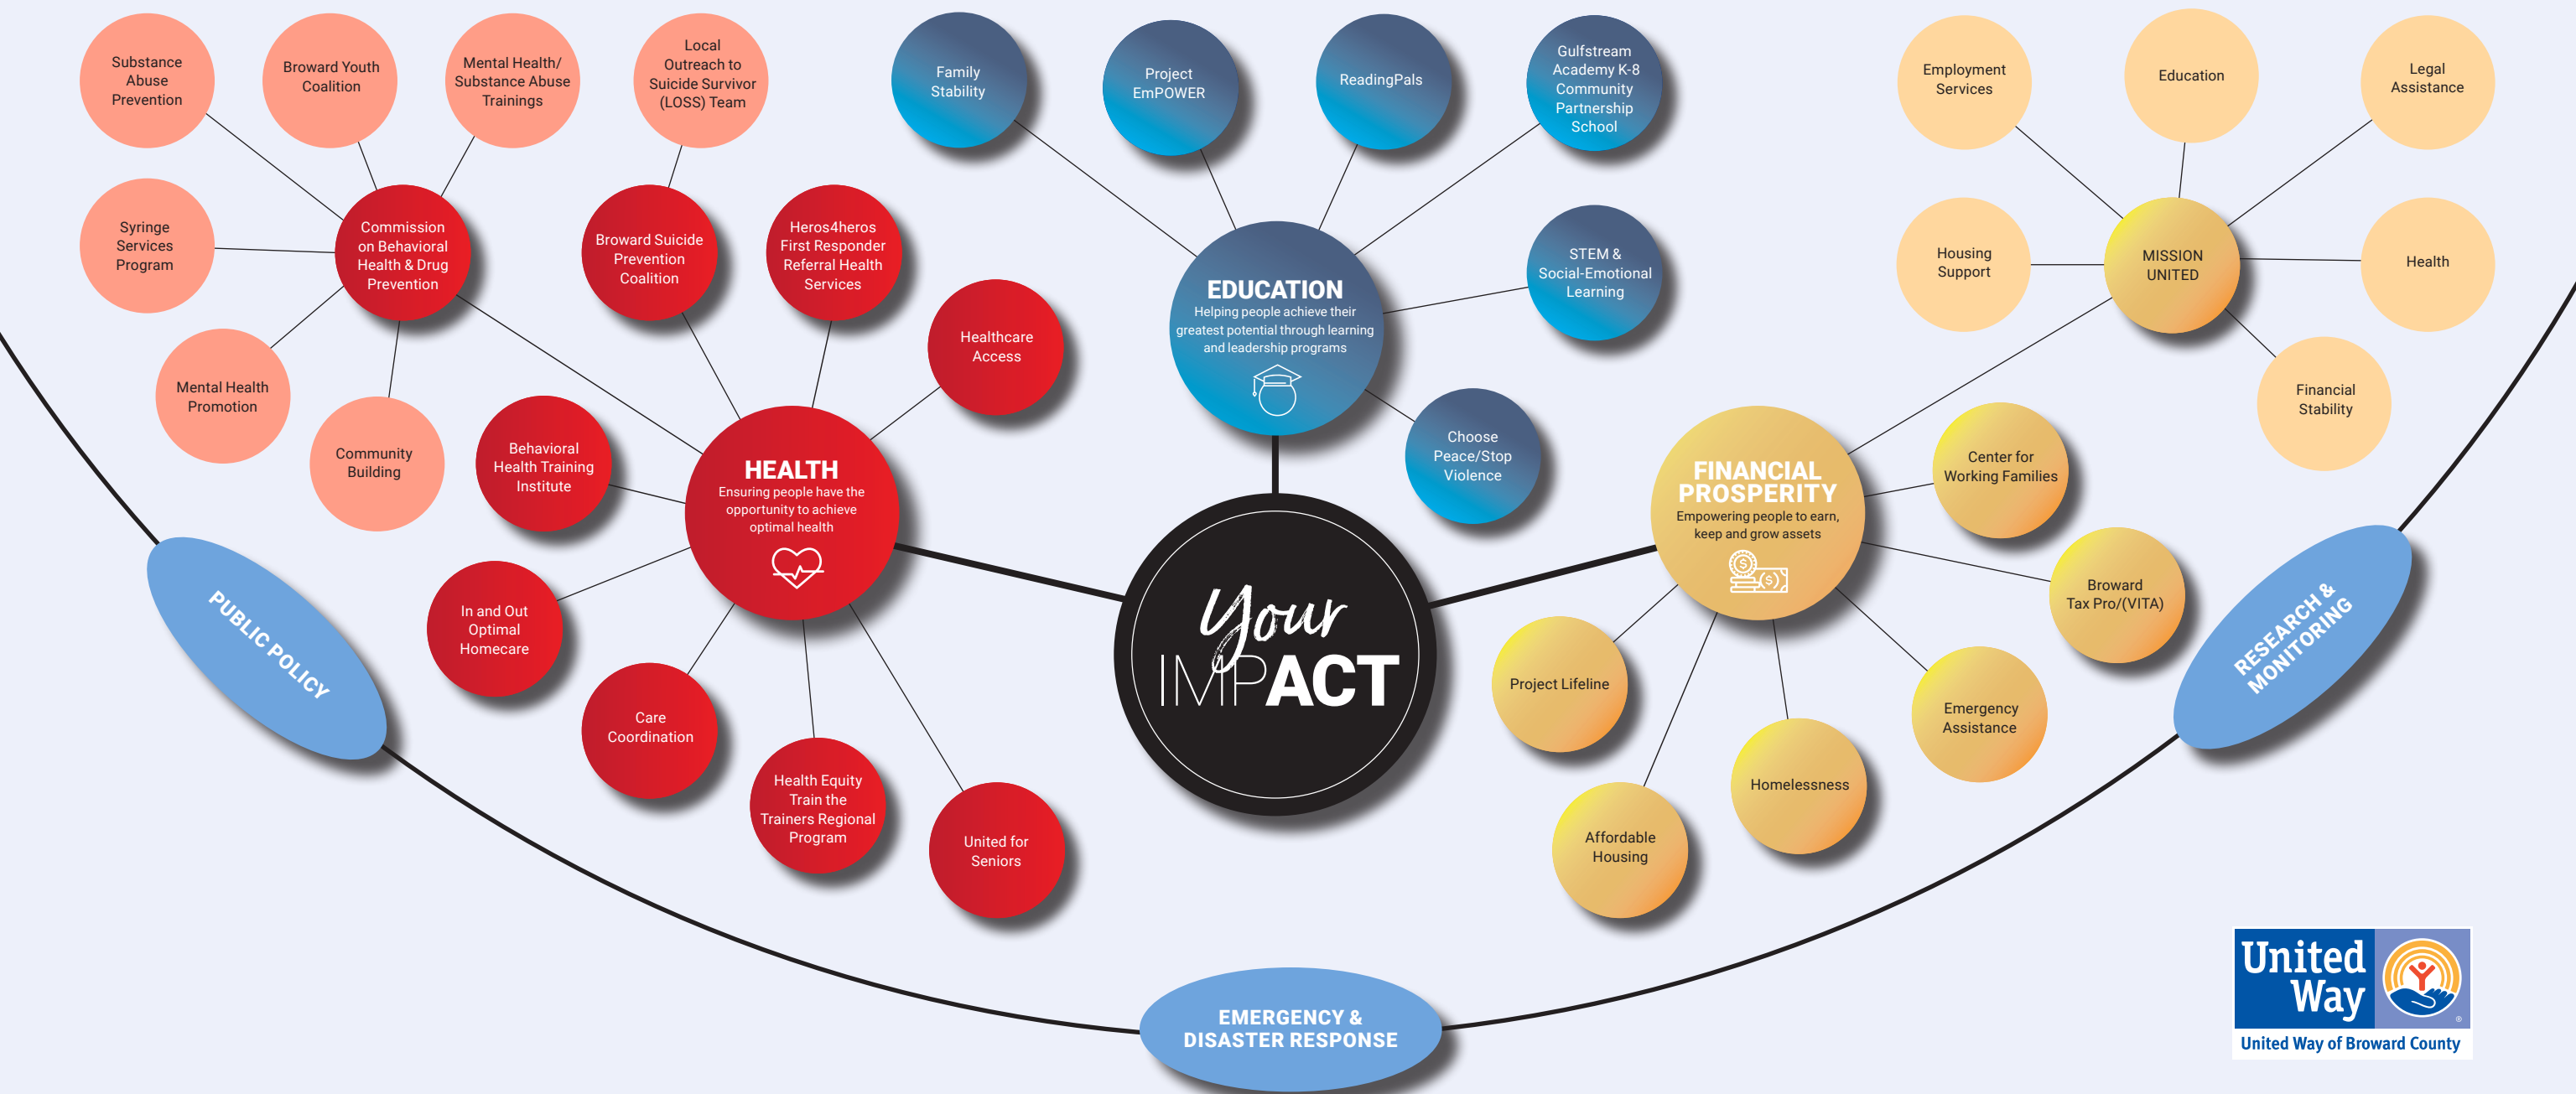 Substance
Abuse
Prevention
Broward Youth
Coalition
Mental Health/
Substance Abuse
Trainings
Local
Outreach to
Suicide Survivor
(LOSS) Team
Syringe
Services
Program
Commission
on Behavioral
Health & Drug
Prevention
Broward Suicide
Prevention
Coalition
Heros4heros
First Responder
Referral Health
Services
Healthcare
Access
Mental Health
Promotion
Community
Building
Behavioral
Health Training
Institute
HEALTH
Ensuring people have the
opportunity to achieve
optimal health
In and Out
Optimal
Homecare
Care
Coordination
Health Equity
Train the
Trainers Regional
Program
United for
Seniors
Family
Stability
Project
EmPOWER
ReadingPals
Gulfstream
Academy K-8
Community
Partnership
School
STEM &
Social-Emotional
Learning
EDUCATION
Helping people achieve their
greatest potential through learning
and leadership programs
Choose
Peace/Stop
Violence
Your
IMPACT
Employment
Services
Education
Legal
Assistance
Housing
Support
MISSION
UNITED
Health
Financial
Stability
FINANCIAL
PROSPERITY
Empowering people to earn,
keep and grow assets
Center for
Working Families
Broward
Tax Pro/(VITA)
Project Lifeline
Emergency
Assistance
Homelessness
Affordable
Housing
PUBLIC POLICY
EMERGENCY &
DISASTER RESPONSE
RESEARCH &
MONITORING
United
Way
®
United Way of Broward County